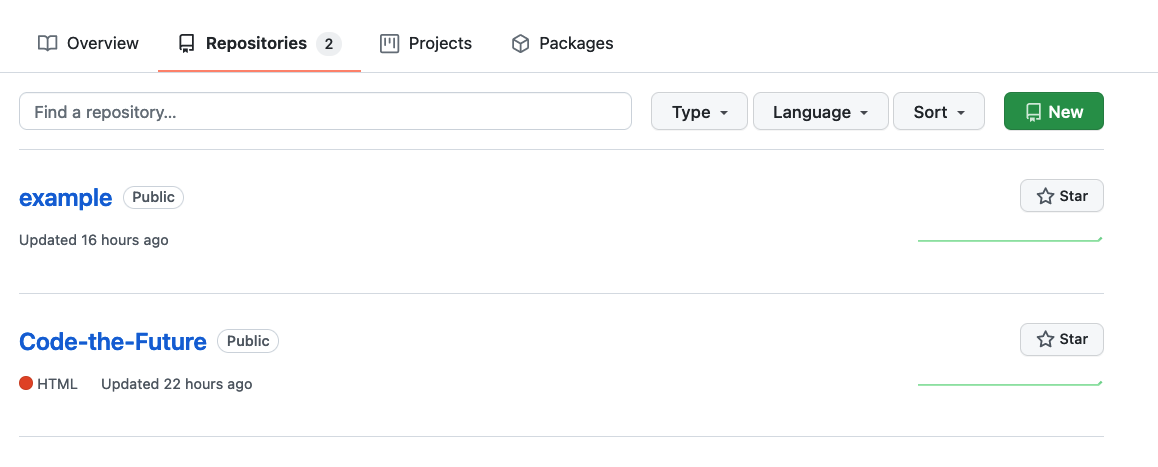 Overview Repositories 2 Projects Packages
Find a repository... Type Language Sort New
example Public Star
Updated 16 hours ago
Code-the-Future Public Star
HTML Updated 22 hours ago